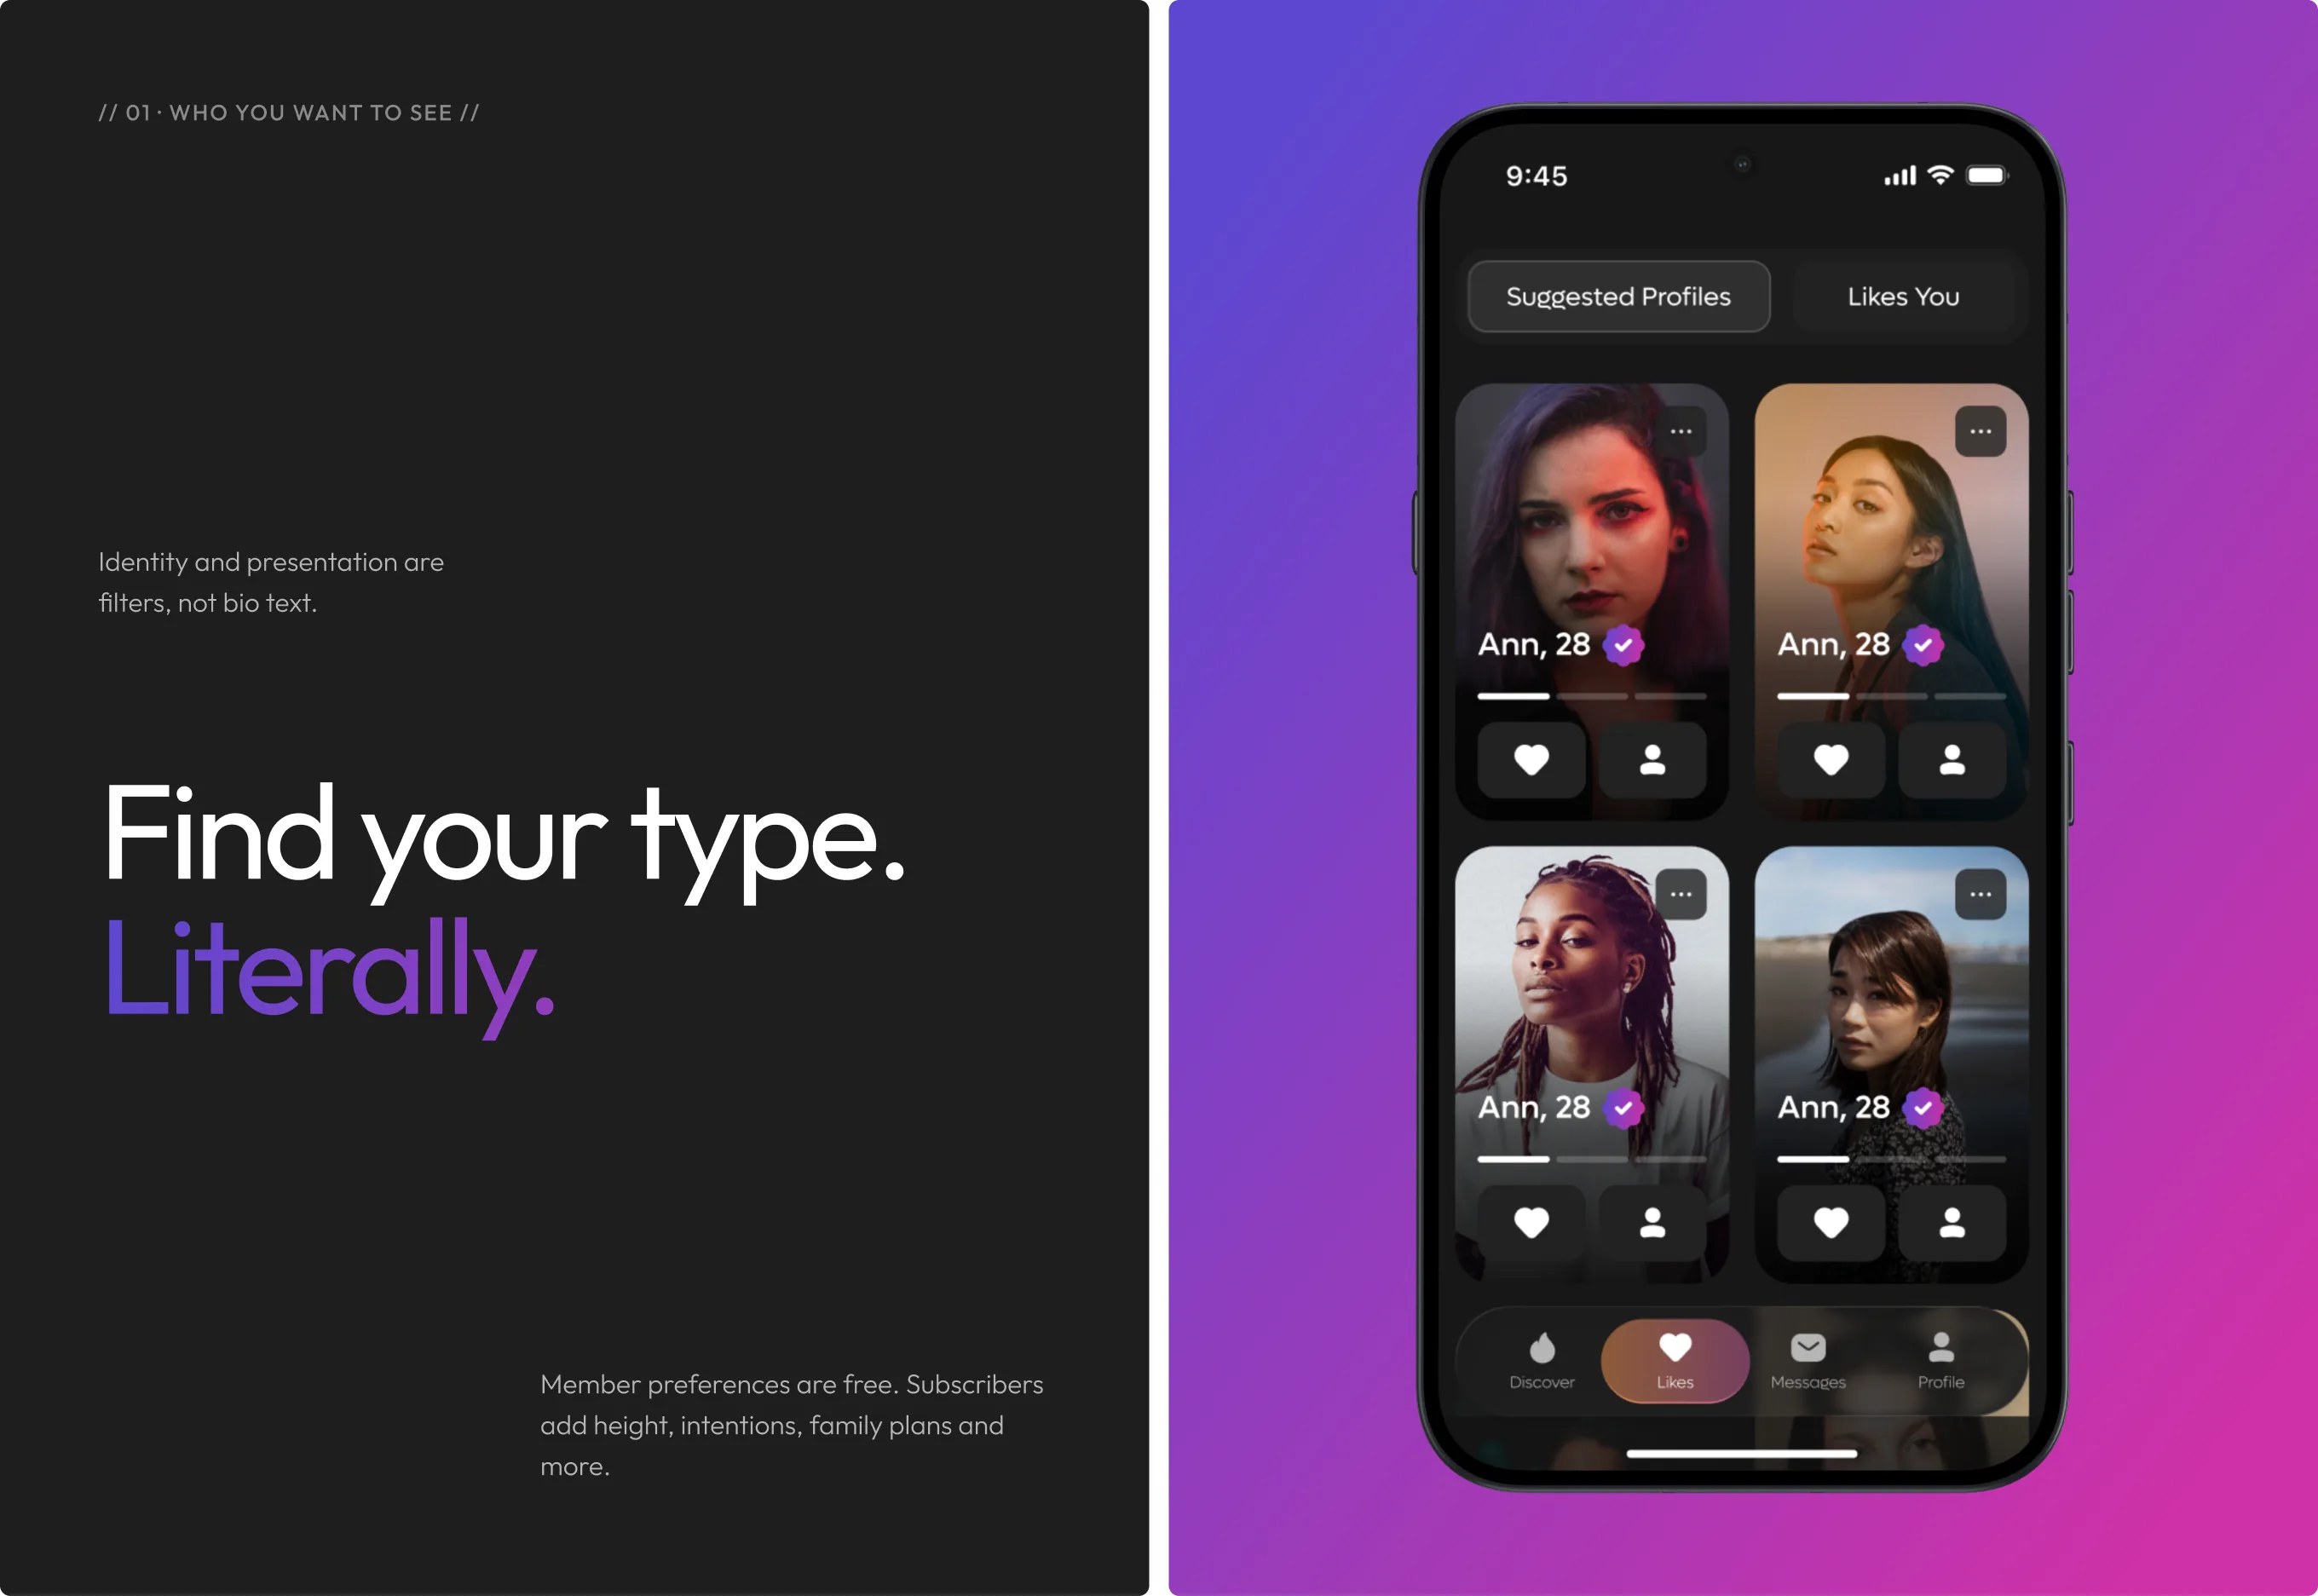 // 01 · WHO YOU WANT TO SEE //
Identity and presentation are
filters, not bio text.
Find your type.
Literally.
Member preferences are free. Subscribers
add height, intentions, family plans and
more.
9:45
Suggested Profiles
Likes You
Ann, 28
Ann, 28
Ann, 28
Ann, 28
Discover
Likes
Messages
Profile